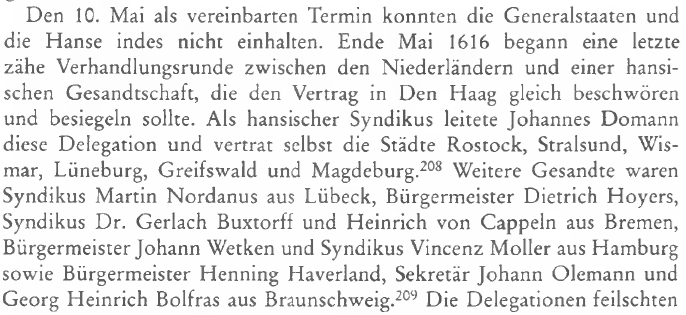 Den 10. Mai als vereinbarten Termin konnten die Generalstaaten und
die Hanse indes nicht einhalten. Ende Mai 1616 begann eine letzte
zähe Verhandlungsrunde zwischen den Niederländern und einer hansi-
schen Gesandtschaft, die den Vertrag in Den Haag gleich beschwören
und besiegeln sollte. Als hansischer Syndikus leitete Johannes Domann
diese Delegation und vertrat selbst die Städte Rostock, Stralsund, Wis-
mar, Lüneburg, Greifswald und Magdeburg.²⁰⁸ Weitere Gesandte waren
Syndikus Martin Nordanus aus Lübeck, Bürgermeister Dietrich Hoyers,
Syndikus Dr. Gerlach Buxtorff und Heinrich von Cappeln aus Bremen,
Bürgermeister Johann Wetken und Syndikus Vincenz Moller aus Hamburg
sowie Bürgermeister Henning Haverland, Sekretär Johann Olemann und
Georg Heinrich Bolfras aus Braunschweig.²⁰⁹ Die Delegationen feilschten